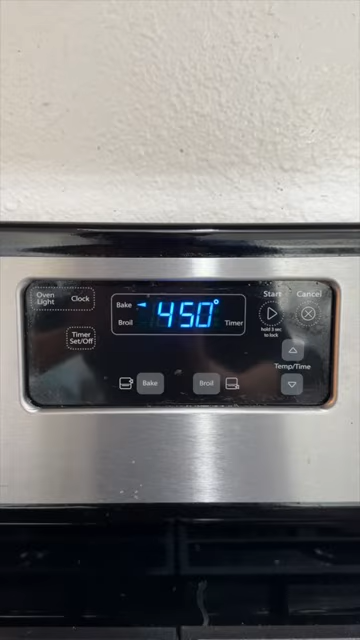 Oven
Light
Clock
Timer
Set/Off
Bake
450°
Broil
Timer
Start
hold 3 sec
to lock
Cancel
Temp/Time
Bake
Broil